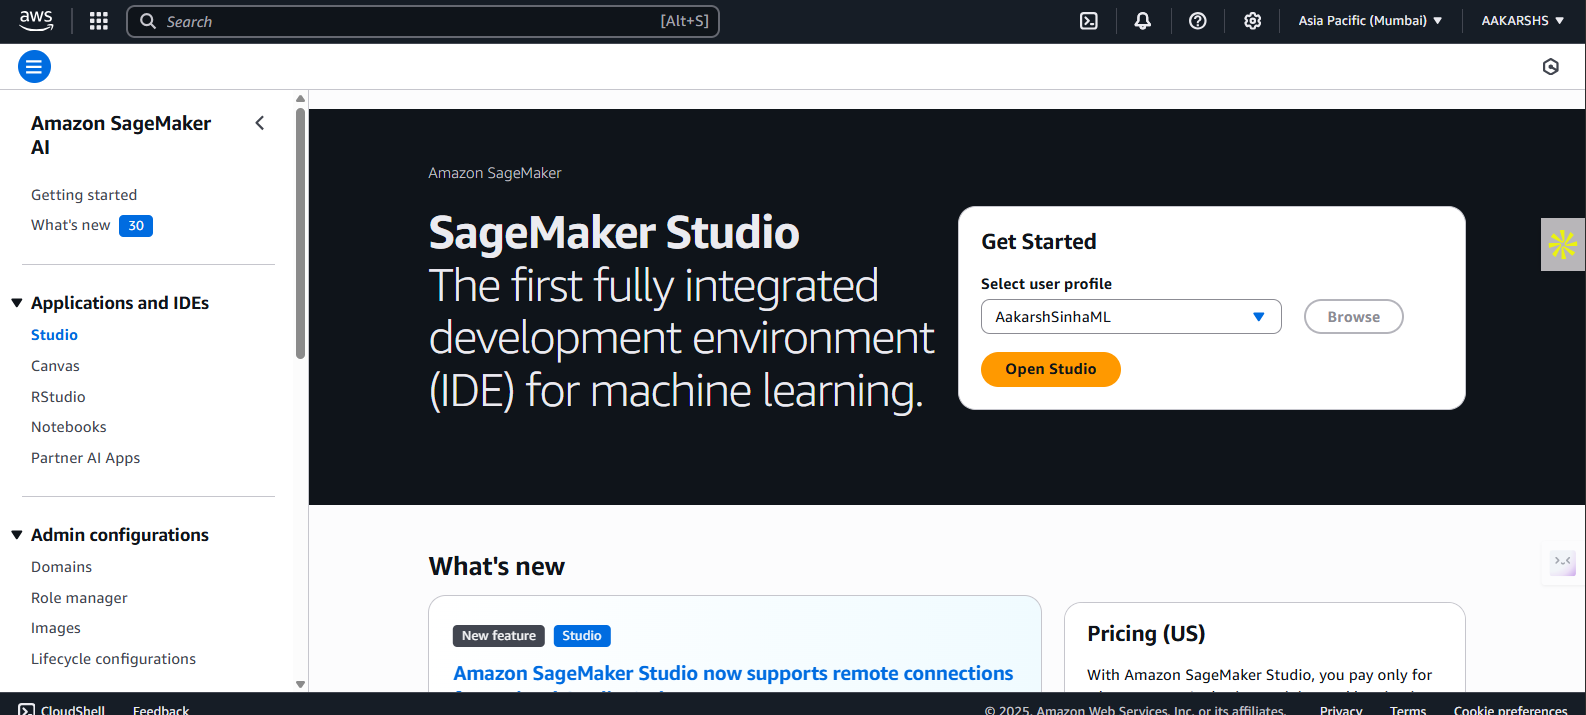 aws
Search [Alt+S]
Asia Pacific (Mumbai) ▼
AAKARSHS ▼
Amazon SageMaker
AI
Getting started
What's new 30
Applications and IDEs
Studio
Canvas
RStudio
Notebooks
Partner AI Apps
Admin configurations
Domains
Role manager
Images
Lifecycle configurations
Amazon SageMaker
SageMaker Studio
The first fully integrated
development environment
(IDE) for machine learning.
Get Started
Select user profile
AakarshSinhaML
Browse
Open Studio
What's new
New feature Studio
Amazon SageMaker Studio now supports remote connections
Pricing (US)
With Amazon SageMaker Studio, you pay only for
CloudShell Feedback
© 2025, Amazon Web Services, Inc. or its affiliates. Privacy Terms Cookie preferences